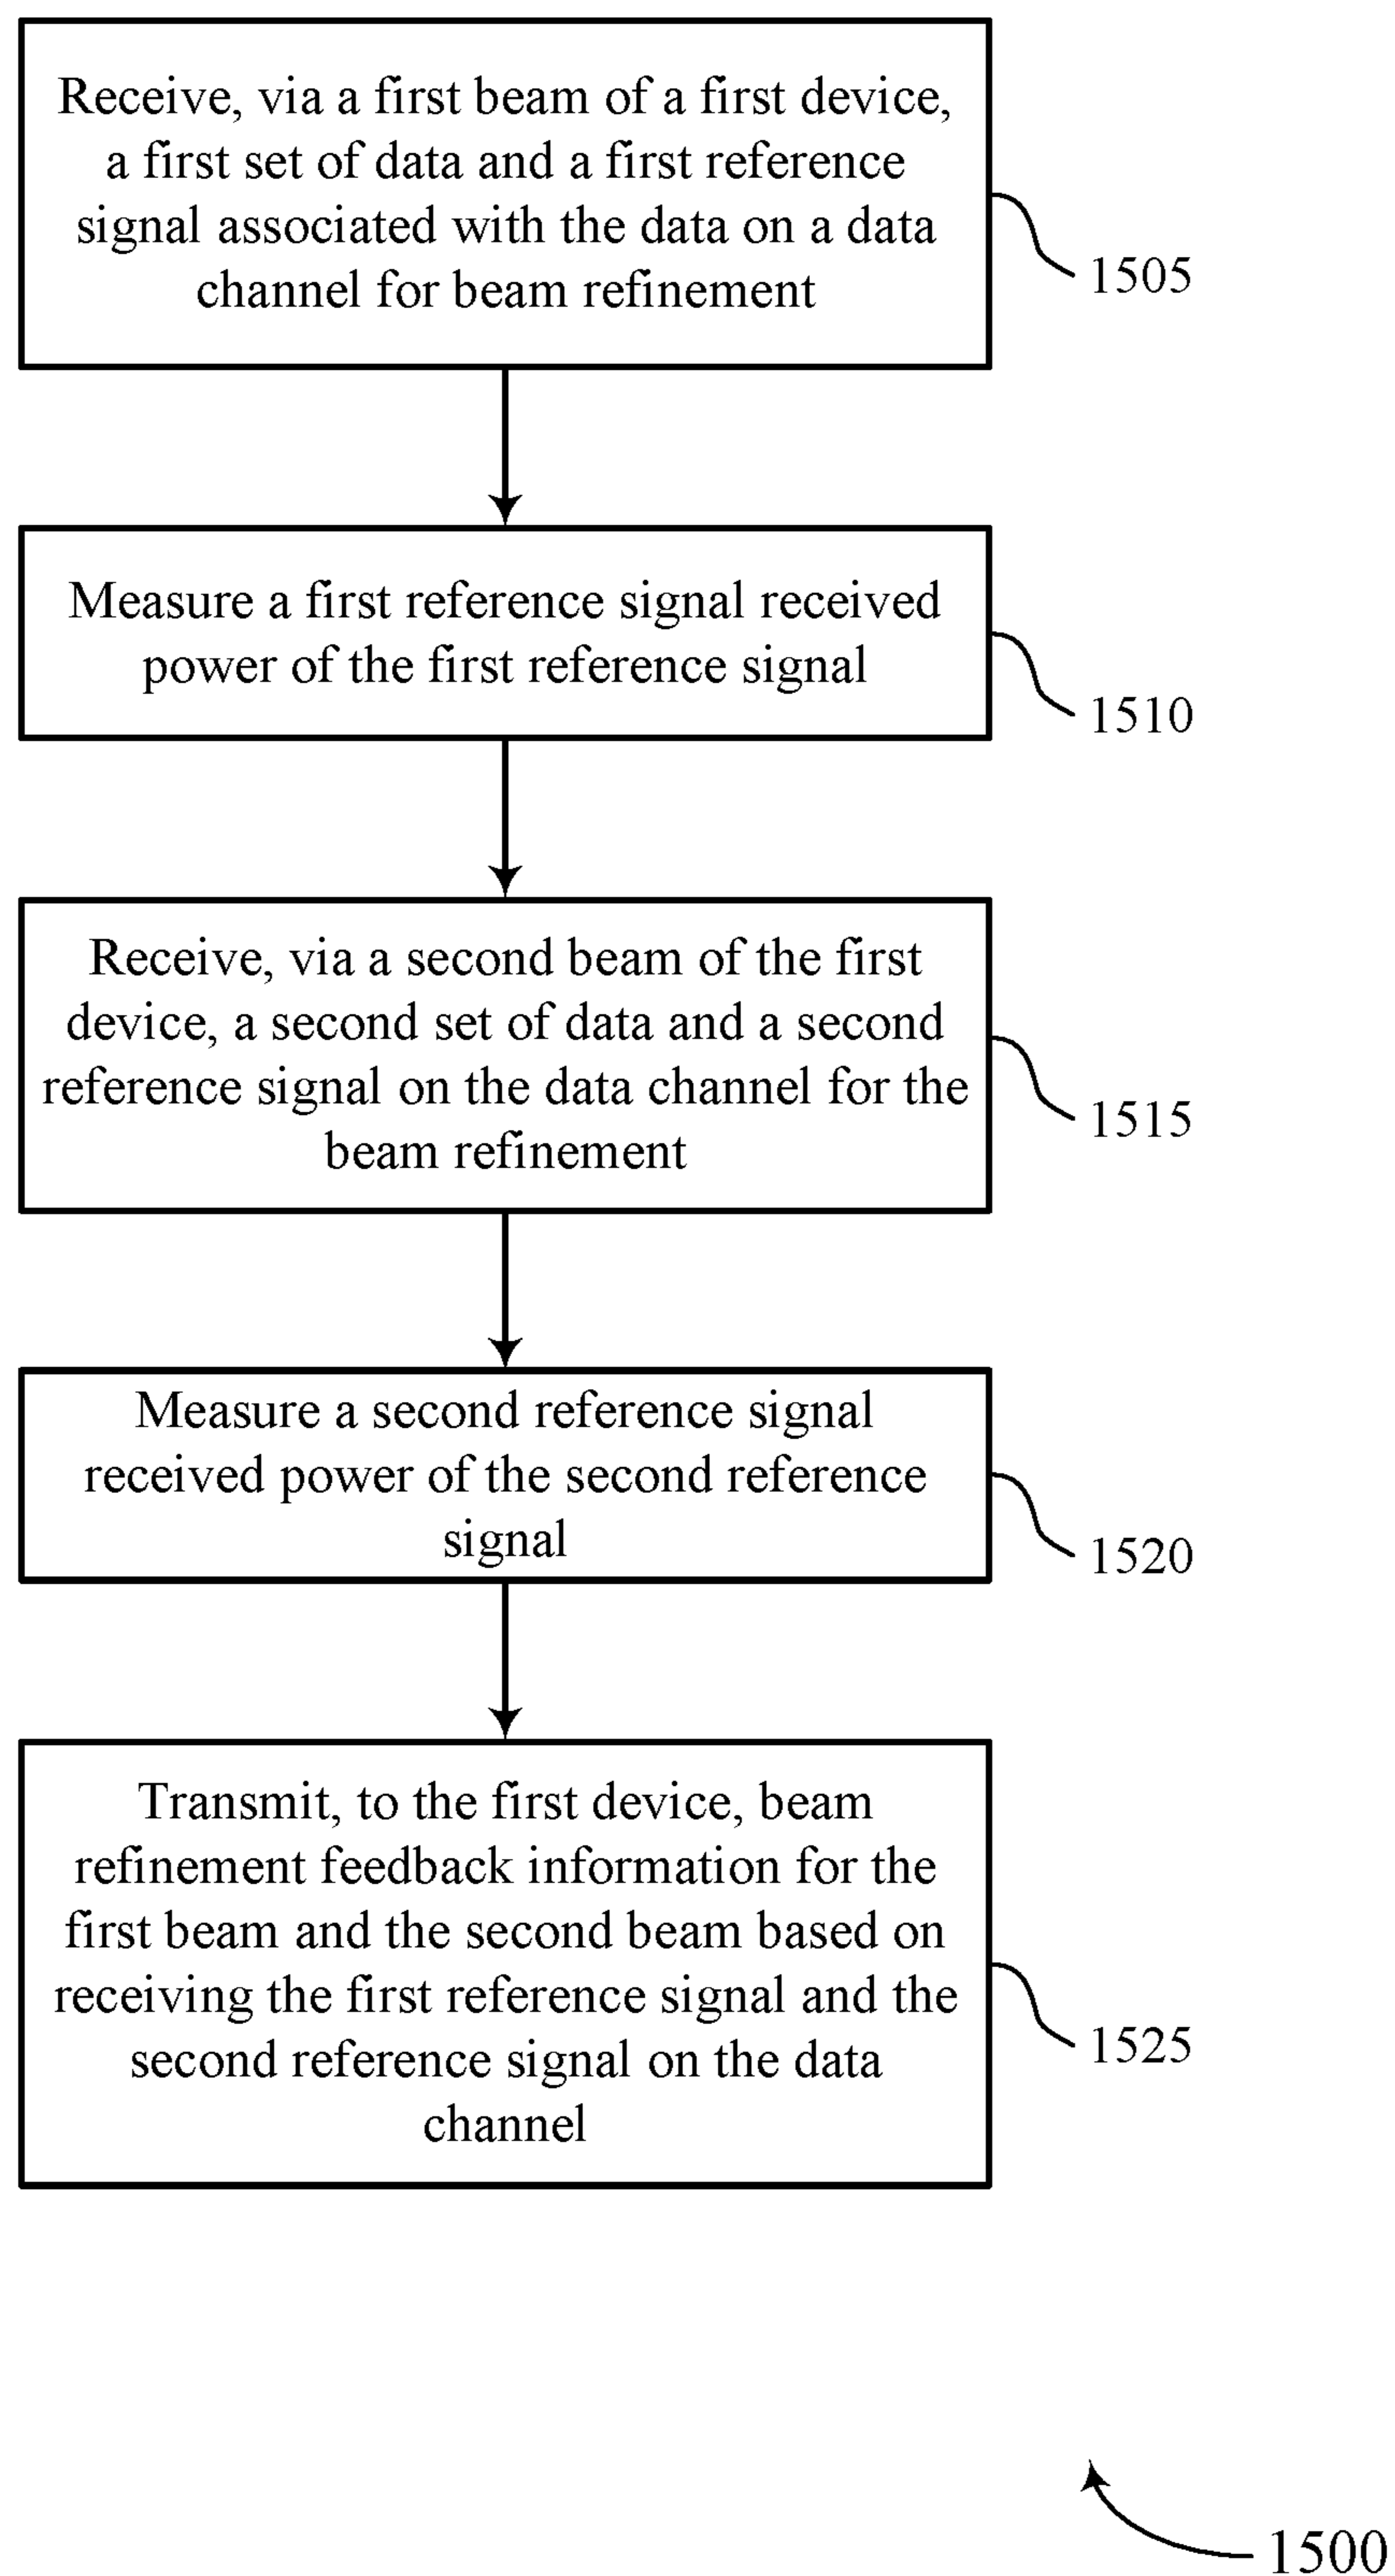 Receive, via a first beam of a first device,
a first set of data and a first reference
signal associated with the data on a data
channel for beam refinement
1505
Measure a first reference signal received
power of the first reference signal
1510
Receive, via a second beam of the first
device, a second set of data and a second
reference signal on the data channel for the
beam refinement
1515
Measure a second reference signal
received power of the second reference
signal
1520
Transmit, to the first device, beam
refinement feedback information for the
first beam and the second beam based on
receiving the first reference signal and the
second reference signal on the data
channel
1525
1500